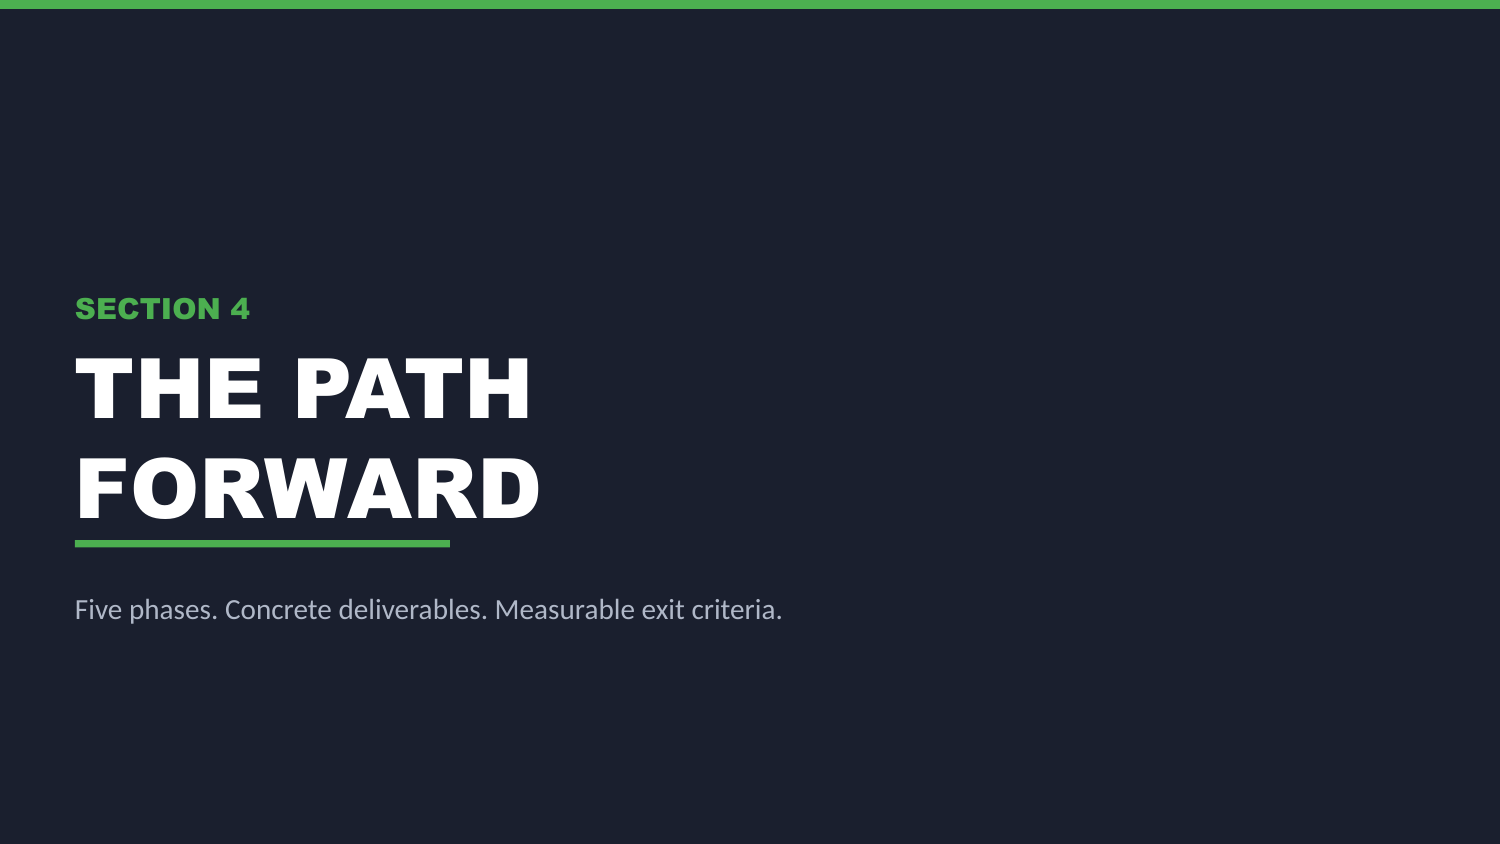 SECTION 4
THE PATH
FORWARD
Five phases. Concrete deliverables. Measurable exit criteria.